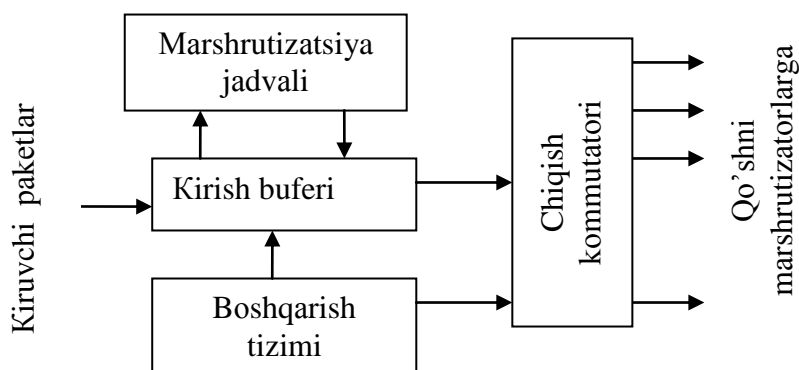 Marshrutizatsiya
jadvali
Kiruvchi paketlar
Kirish buferi
Boshqarish
tizimi
Chiqish
kommutatori
Qo’shni
marshrutizatorlarga